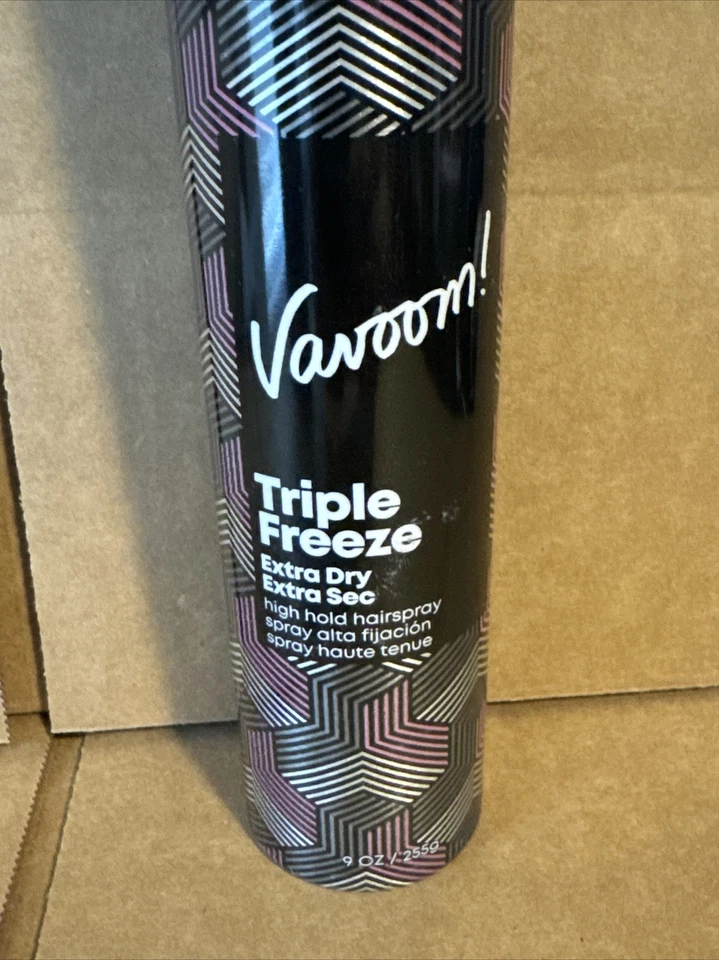 Vavoom!
Triple
Freeze
Extra Dry
Extra Sec
high hold hairspray
spray alta fijación
spray haute tenue
9 OZ / 255g